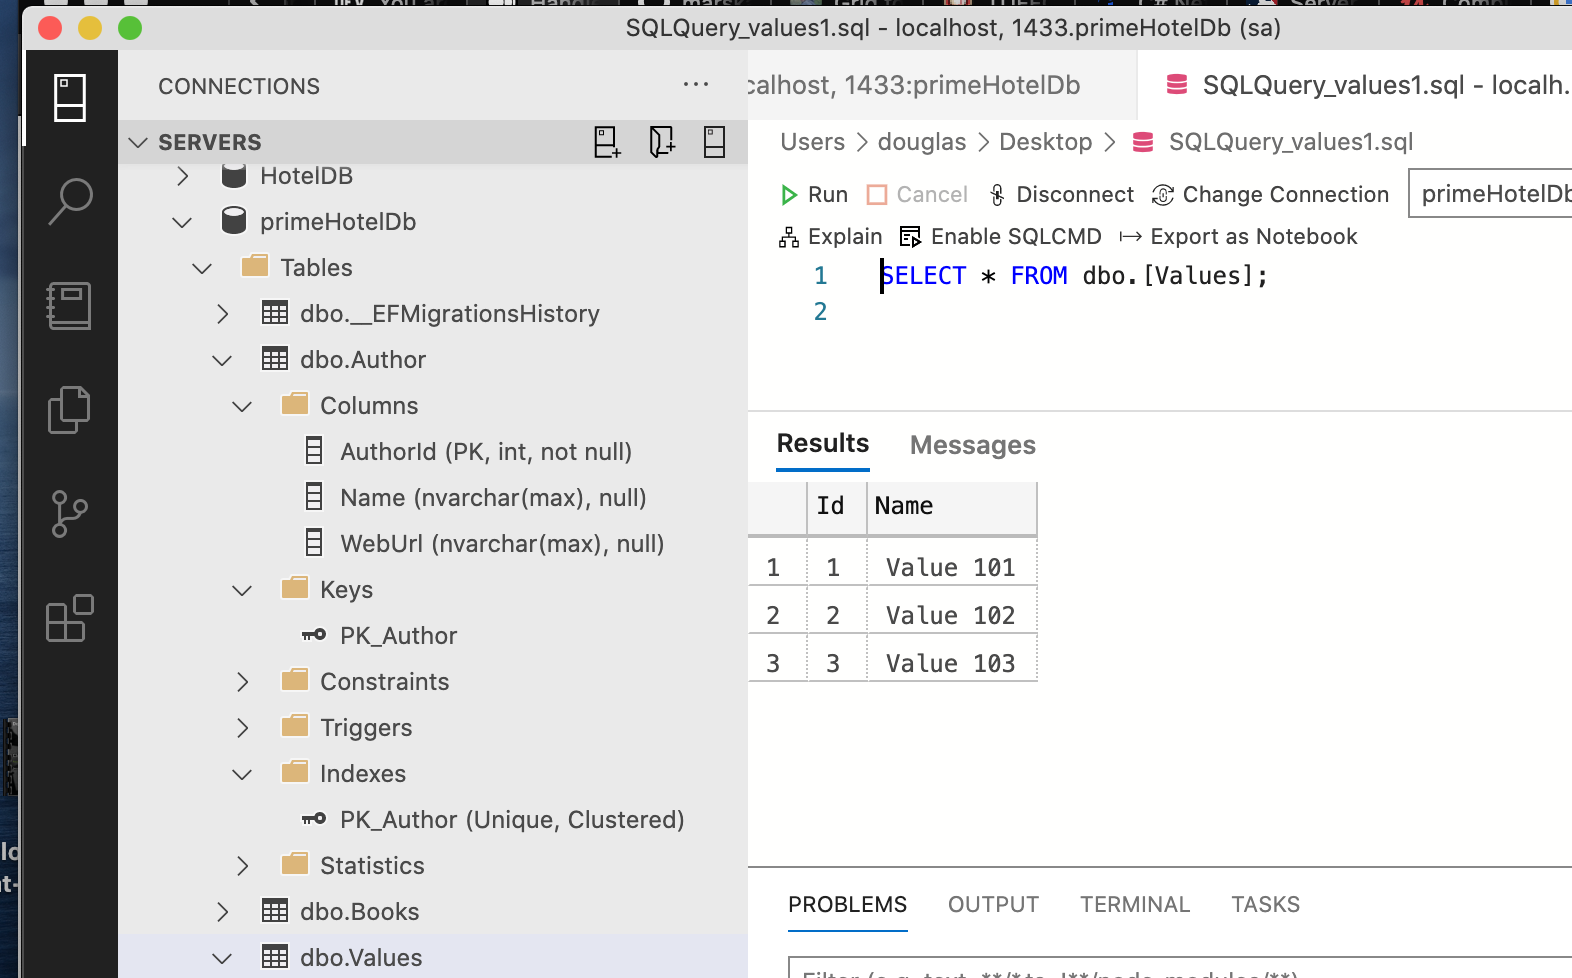 SQLQuery_values1.sql - localhost, 1433.primeHotelDb (sa)
CONNECTIONS
SERVERS
HotelDB
primeHotelDb
Tables
dbo.__EFMigrationsHistory
dbo.Author
Columns
AuthorId (PK, int, not null)
Name (nvarchar(max), null)
WebUrl (nvarchar(max), null)
Keys
PK_Author
Constraints
Triggers
Indexes
PK_Author (Unique, Clustered)
Statistics
dbo.Books
dbo.Values
calhost, 1433:primeHotelDb
SQLQuery_values1.sql - localh.
Users > douglas > Desktop > SQLQuery_values1.sql
Run Cancel Disconnect Change Connection primeHotelDb
Explain Enable SQLCMD Export as Notebook
1 SELECT * FROM dbo.[Values];
2
Results Messages
Id Name
1 1 Value 101
2 2 Value 102
3 3 Value 103
PROBLEMS OUTPUT TERMINAL TASKS